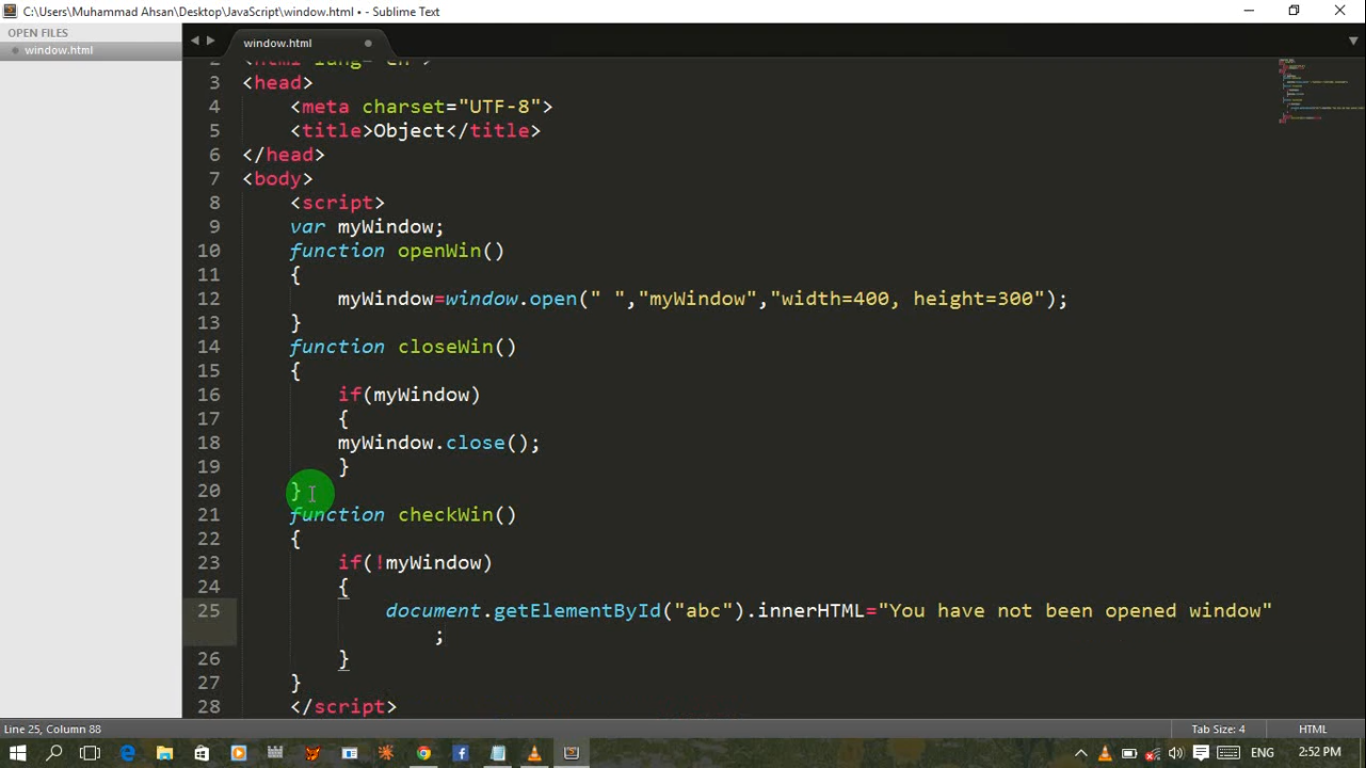 C:\Users\Muhammad Ahsan\Desktop\JavaScript\window.html • - Sublime Text
OPEN FILES
window.html
window.html
2 <html lang="en">
3 <head>
4 <meta charset="UTF-8">
5 <title>Object</title>
6 </head>
7 <body>
8 <script>
9 var myWindow;
10 function openWin()
11 {
12 myWindow=window.open(" ","myWindow","width=400, height=300");
13 }
14 function closeWin()
15 {
16 if(myWindow)
17 {
18 myWindow.close();
19 }
20 }
21 function checkWin()
22 {
23 if(!myWindow)
24 {
25 document.getElementById("abc").innerHTML="You have not been opened window"
;
26 }
27 }
28 </script>
Line 25, Column 88
Tab Size: 4
HTML
ENG
2:52 PM